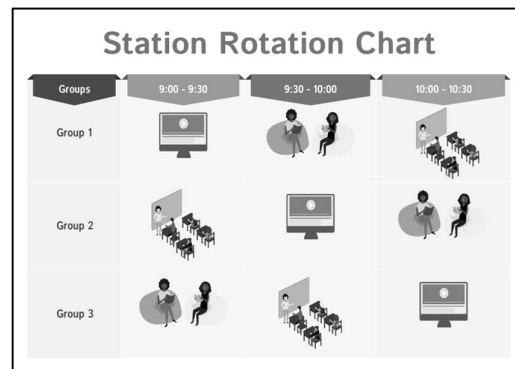 Station Rotation Chart
Groups 9:00 - 9:30 9:30 - 10:00 10:00 - 10:30
Group 1
Group 2
Group 3